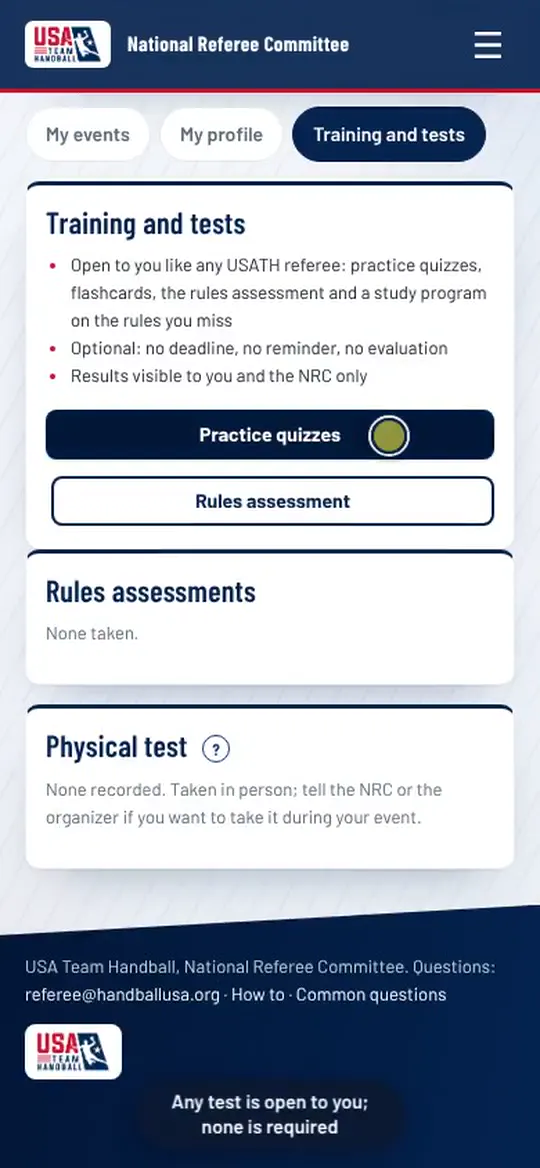 USA
TEAM
HANDBALL
National Referee Committee
My events
My profile
Training and tests
Training and tests
• Open to you like any USATH referee: practice quizzes,
flashcards, the rules assessment and a study program
on the rules you miss
• Optional: no deadline, no reminder, no evaluation
• Results visible to you and the NRC only
Practice quizzes
Rules assessment
Rules assessments
None taken.
Physical test ?
None recorded. Taken in person; tell the NRC or the
organizer if you want to take it during your event.
USA Team Handball, National Referee Committee. Questions:
referee@handballusa.org · How to · Common questions
USA
TEAM
HANDBALL
Any test is open to you;
none is required